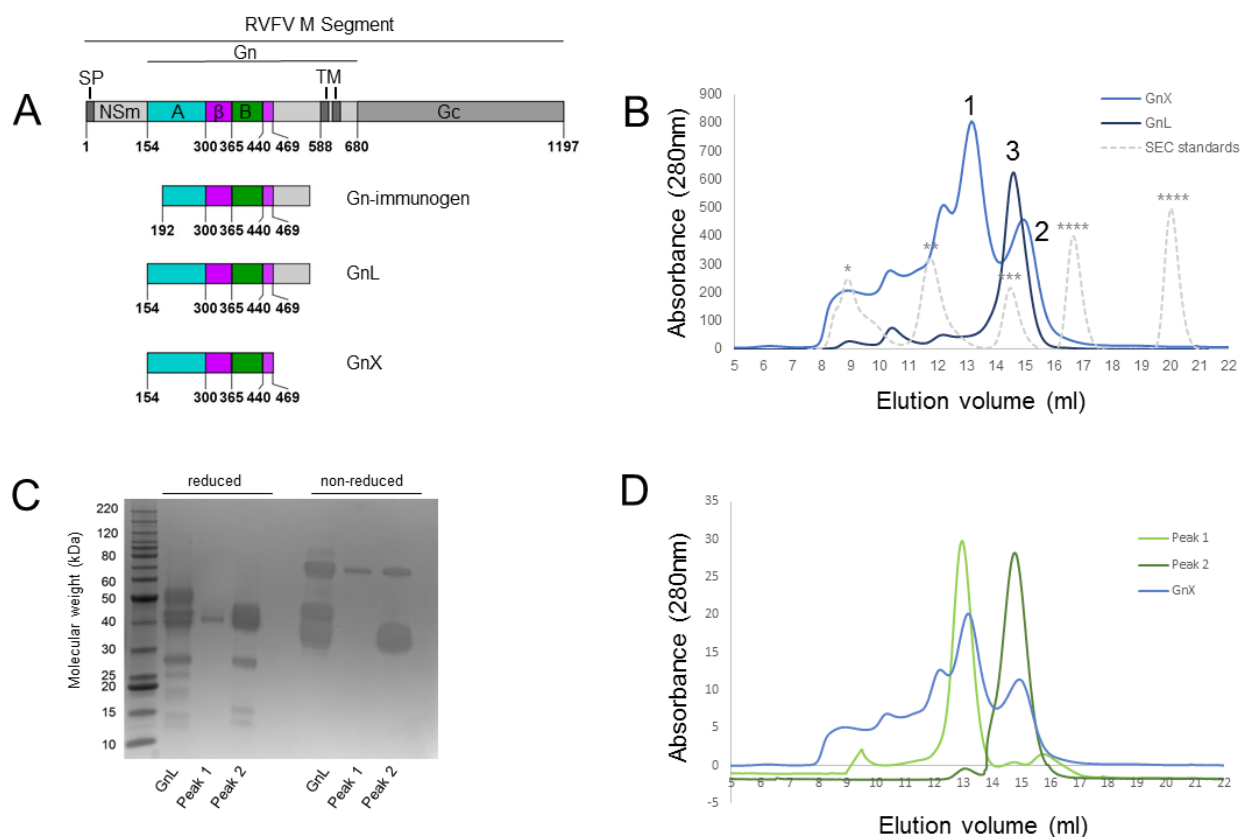 RVFV M Segment
Gn
SP
TM
A
NSm
A
β
B
Gc
1
154
300
365
440
469
588
680
1197
Gn-immunogen
192
300
365
440
469
GnL
154
300
365
440
469
GnX
154
300
365
440
469
B
Absorbance (280nm)
900
800
700
600
500
400
300
200
100
0
1
2
3
*
**
***
****
****
GnX
GnL
SEC standards
5 6 7 8 9 10 11 12 13 14 15 16 17 18 19 20 21 22
Elution volume (ml)
C
reduced
non-reduced
Molecular weight (kDa)
220
120
80
60
50
40
30
25
20
15
10
GnL
Peak 1
Peak 2
GnL
Peak 1
Peak 2
D
Absorbance (280nm)
35
30
25
20
15
10
5
0
-5
Peak 1
Peak 2
GnX
5 6 7 8 9 10 11 12 13 14 15 16 17 18 19 20 21 22
Elution volume (ml)